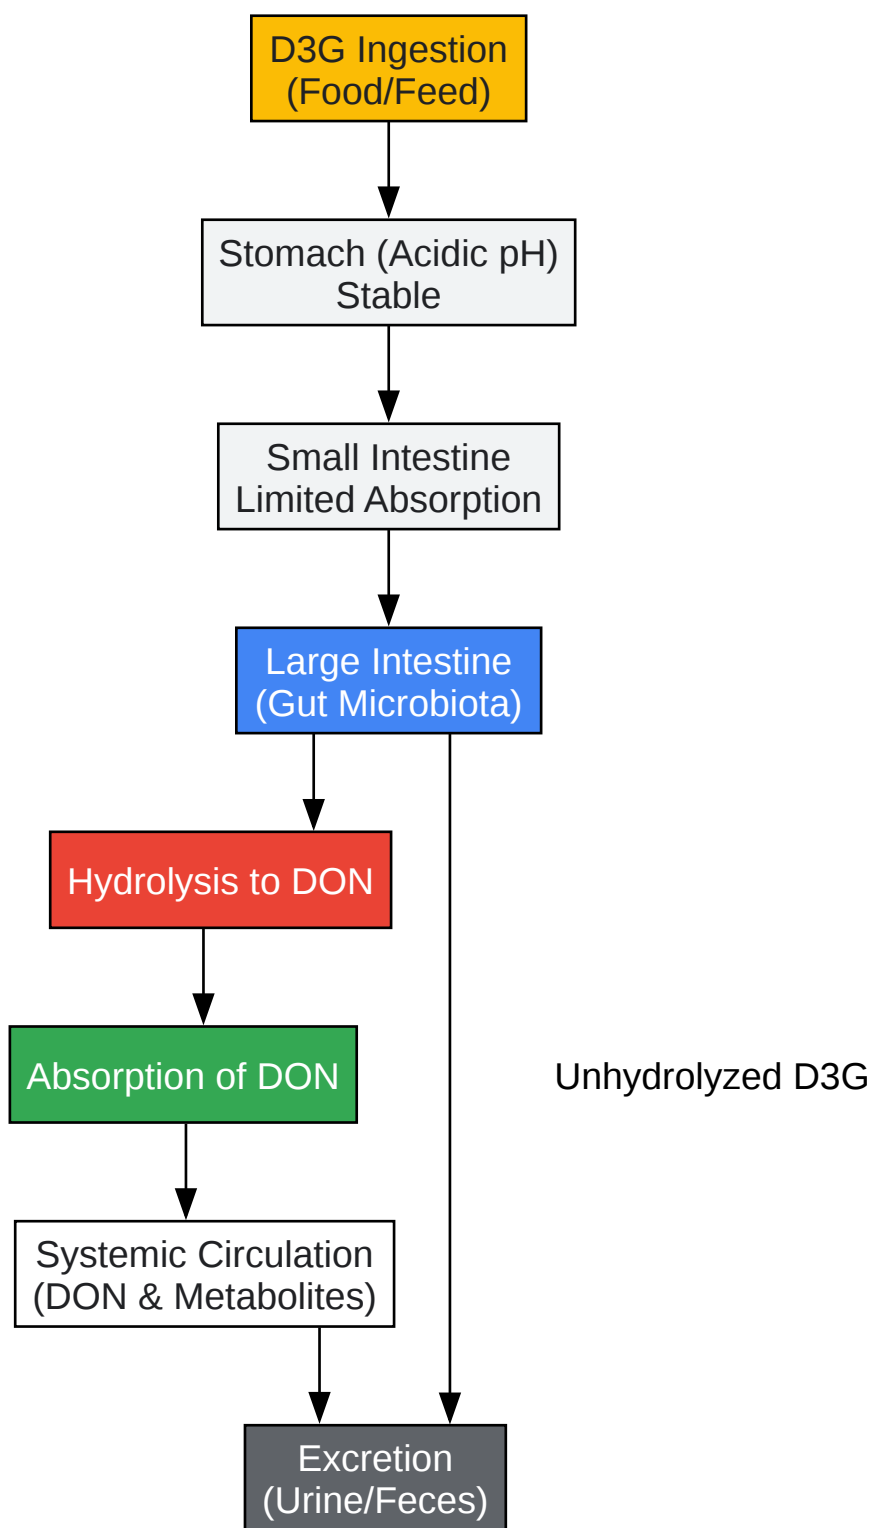 D3G Ingestion
(Food/Feed)
Stomach (Acidic pH)
Stable
Small Intestine
Limited Absorption
Large Intestine
(Gut Microbiota)
Hydrolysis to DON
Absorption of DON
Unhydrolyzed D3G
Systemic Circulation
(DON & Metabolites)
Excretion
(Urine/Feces)